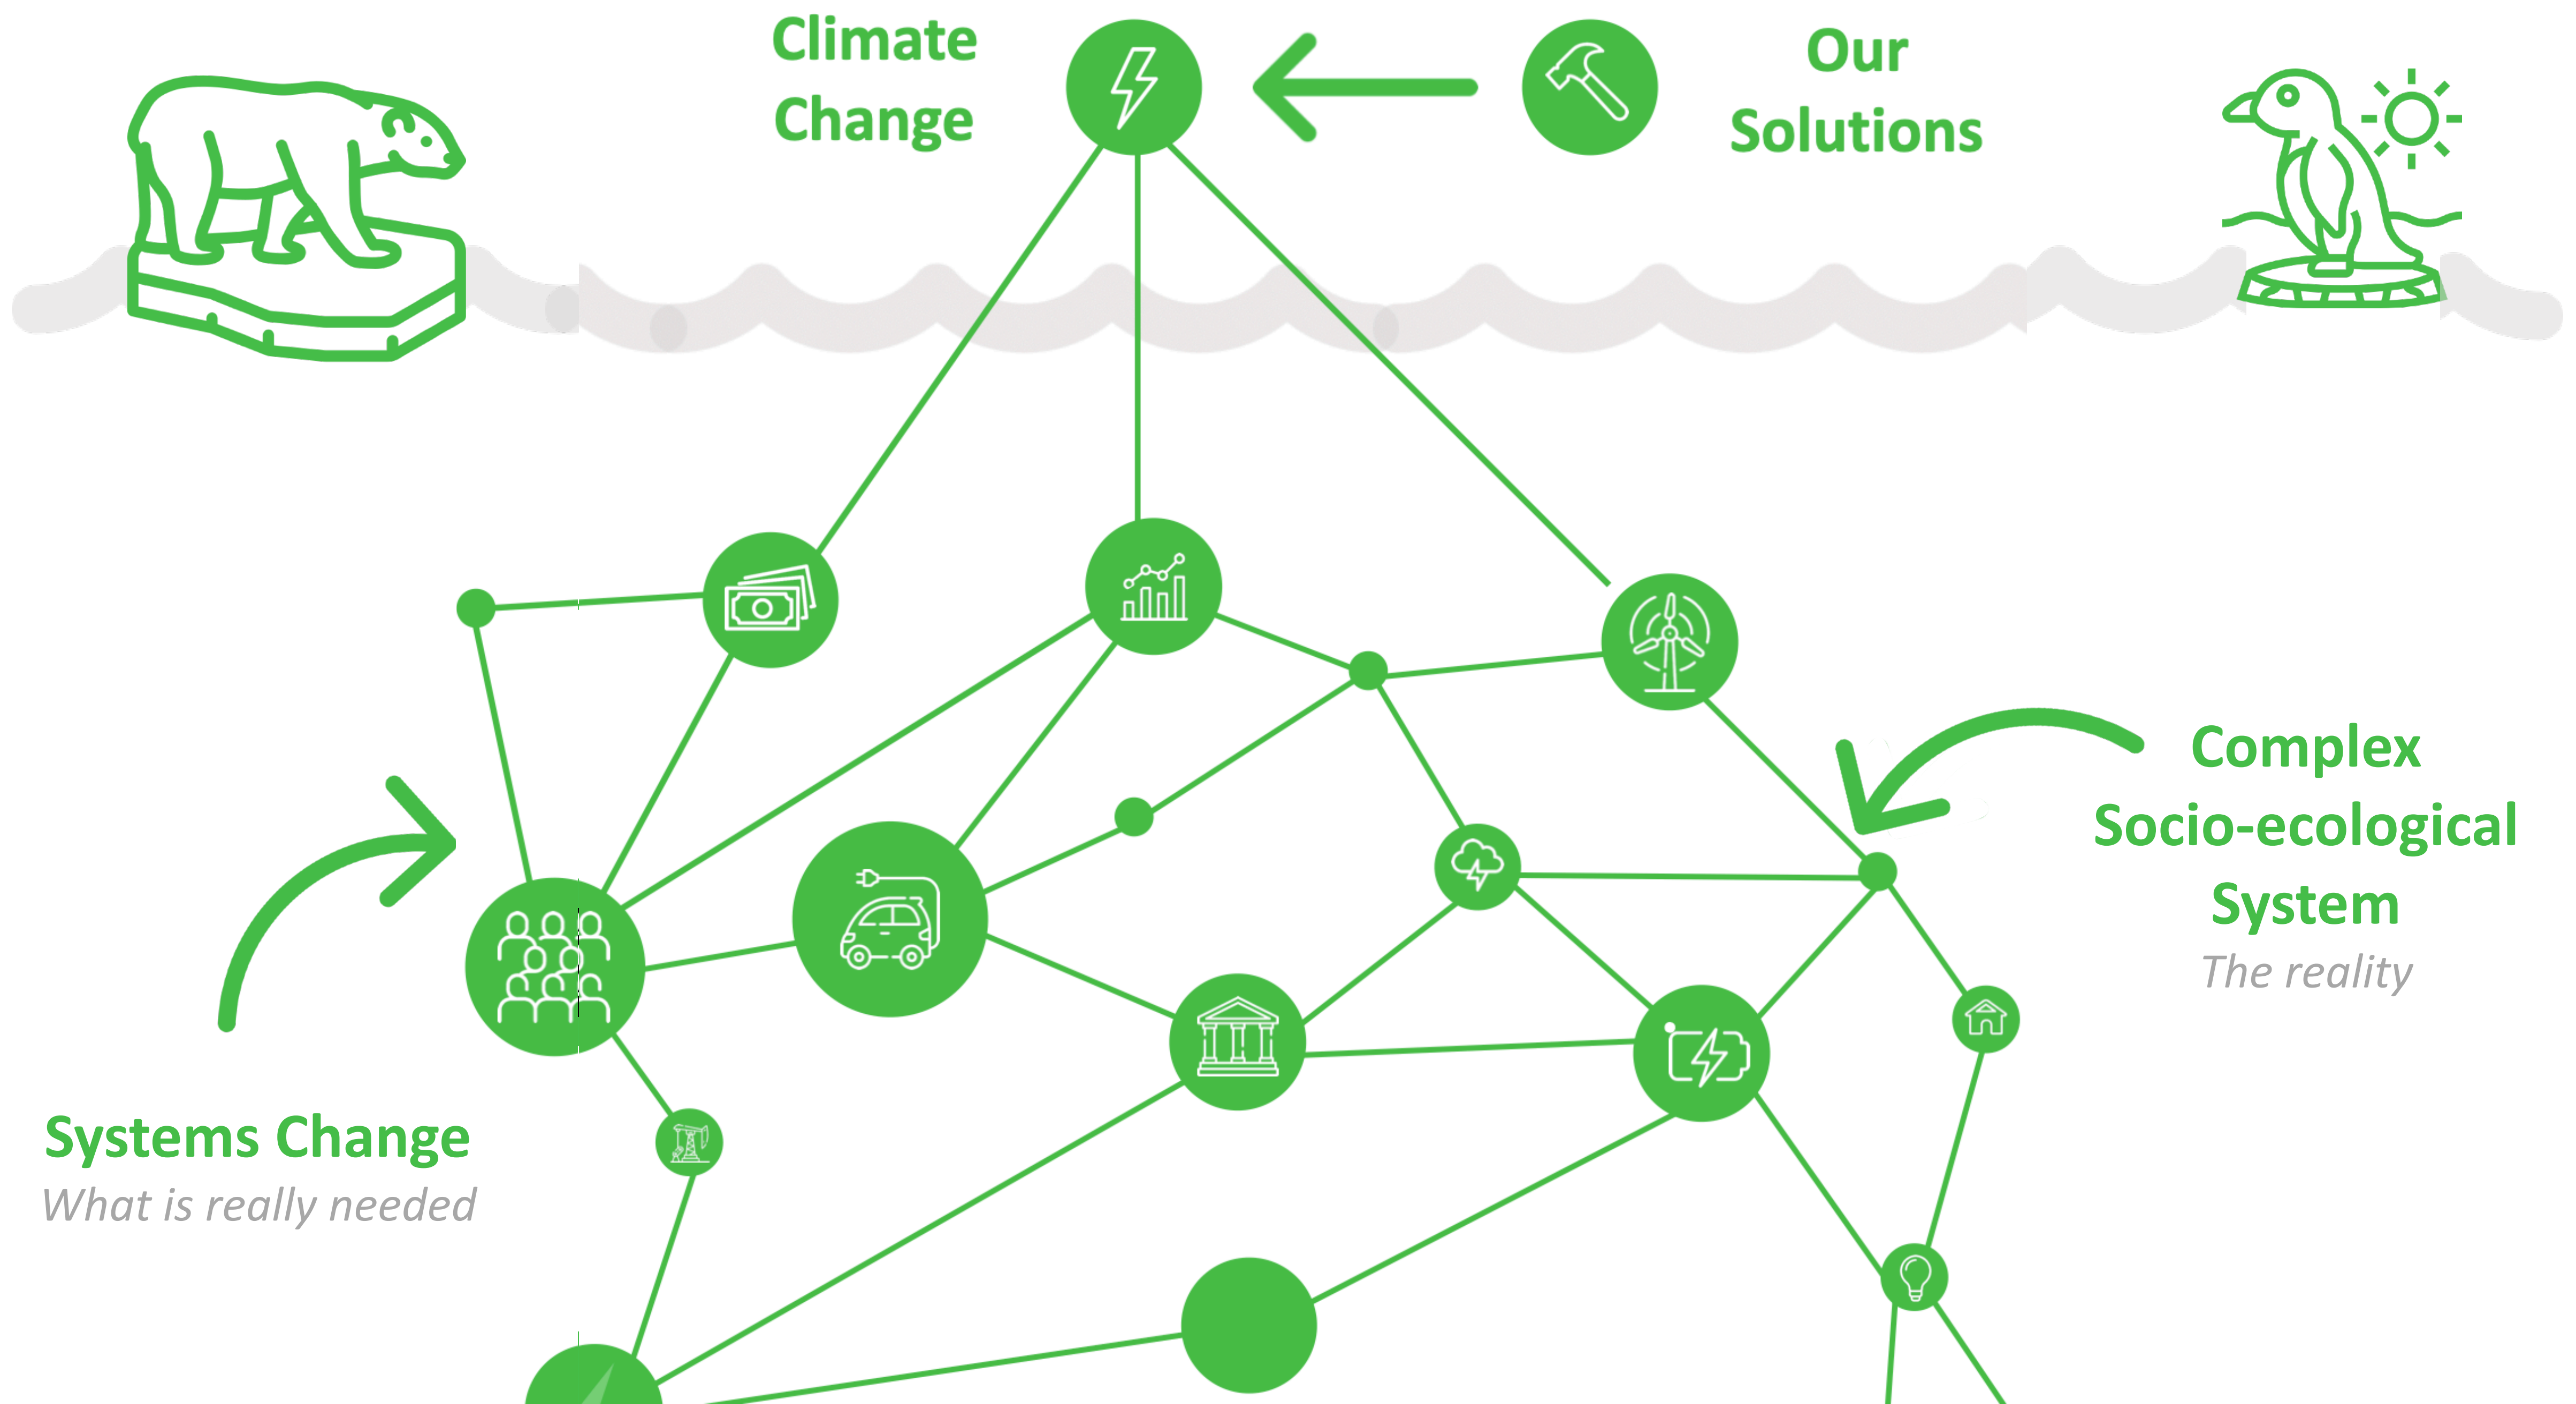 Climate
Change
Our
Solutions
Complex
Socio-ecological
System
The reality
Systems Change
What is really needed